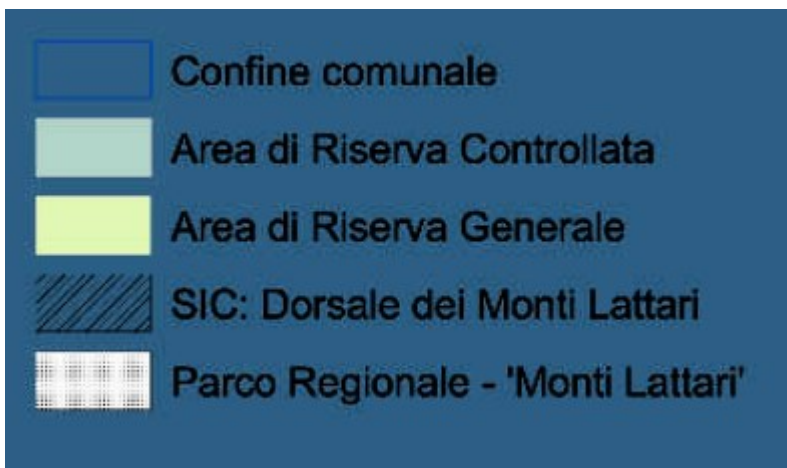 Confine comunale
Area di Riserva Controllata
Area di Riserva Generale
SIC: Dorsale dei Monti Lattari
Parco Regionale - 'Monti Lattari'